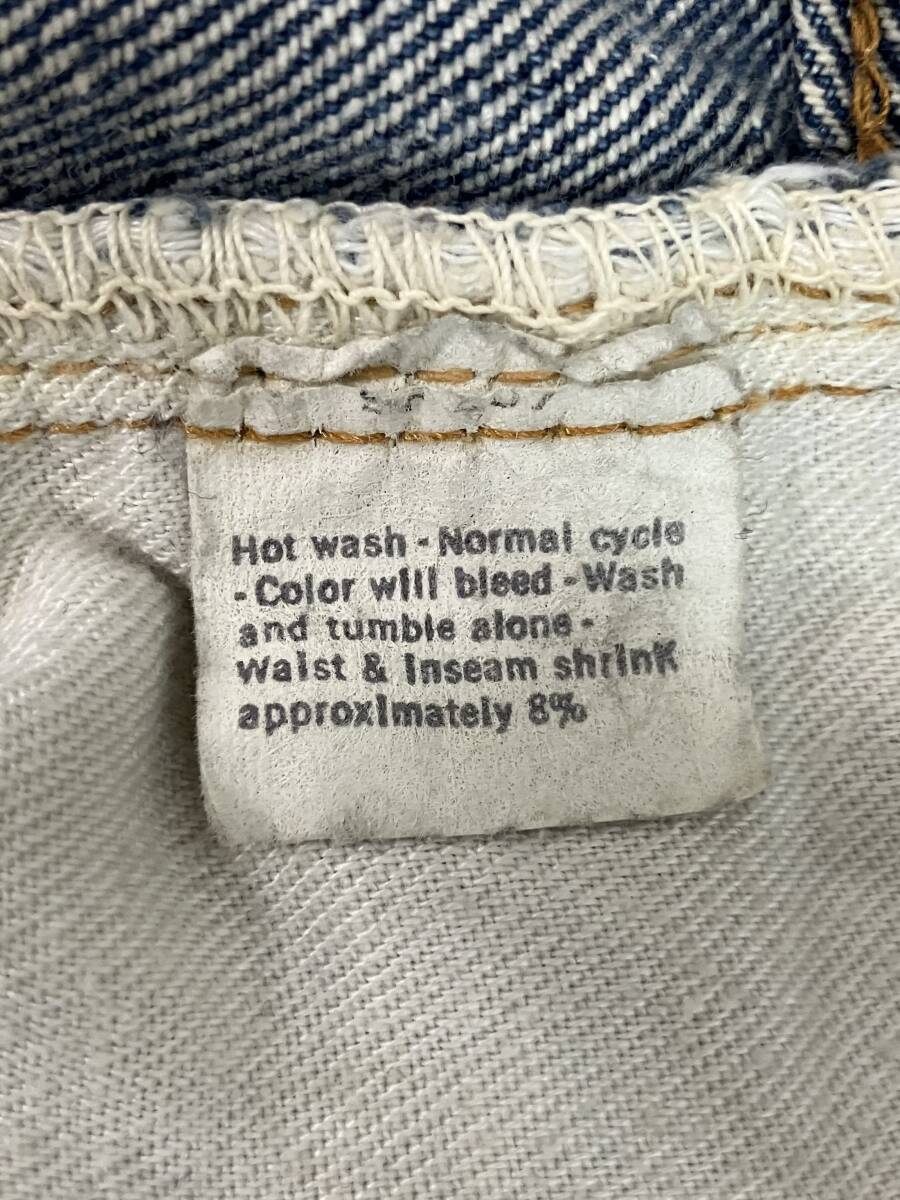 Hot wash - Normal cycle
- Color will bleed - Wash
and tumble alone -
Waist & Inseam shrink
approximately 8%